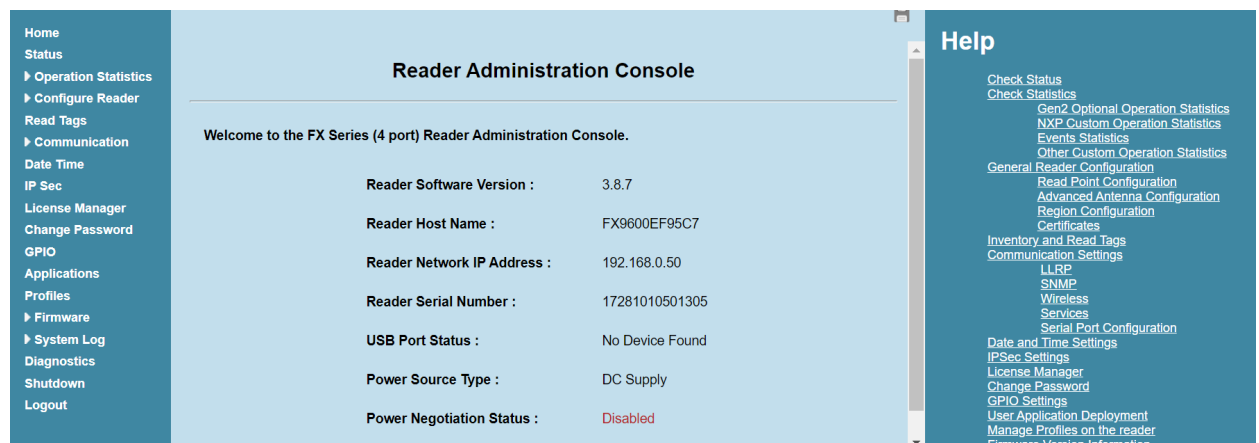 Home
Status
Operation Statistics
Configure Reader
Read Tags
Communication
Date Time
IP Sec
License Manager
Change Password
GPIO
Applications
Profiles
Firmware
System Log
Diagnostics
Shutdown
Logout
Reader Administration Console
Welcome to the FX Series (4 port) Reader Administration Console.
Reader Software Version : 3.8.7
Reader Host Name : FX9600EF95C7
Reader Network IP Address : 192.168.0.50
Reader Serial Number : 17281010501305
USB Port Status : No Device Found
Power Source Type : DC Supply
Power Negotiation Status : Disabled
Help
Check Status
Check Statistics
Gen2 Optional Operation Statistics
NXP Custom Operation Statistics
Events Statistics
Other Custom Operation Statistics
General Reader Configuration
Read Point Configuration
Advanced Antenna Configuration
Region Configuration
Certificates
Inventory and Read Tags
Communication Settings
LLRP
SNMP
Wireless
Services
Serial Port Configuration
Date and Time Settings
IPSec Settings
License Manager
Change Password
GPIO Settings
User Application Deployment
Manage Profiles on the reader
Firmware Version Information